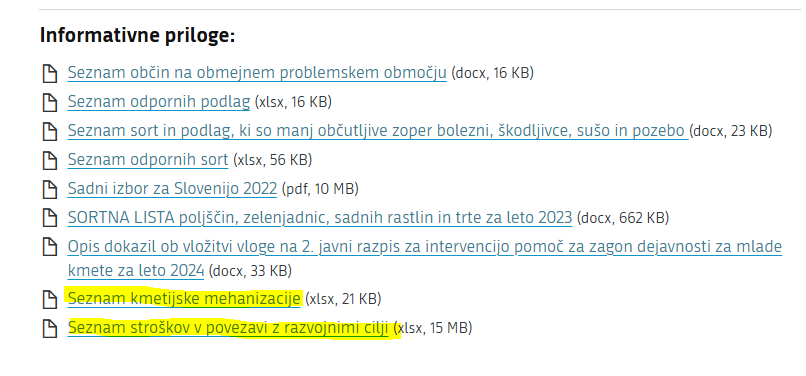 Informativne priloge:
Seznam občin na obmejnem problemskem območju (docx, 16 KB)
Seznam odpornih podlag (xlsx, 16 KB)
Seznam sort in podlag, ki so manj občutljive zoper bolezni, škodljivce, sušo in pozebo (docx, 23 KB)
Seznam odpornih sort (xlsx, 56 KB)
Sadni izbor za Slovenijo 2022 (pdf, 10 MB)
SORTNA LISTA poljščin, zelenjadnic, sadnih rastlin in trte za leto 2023 (docx, 662 KB)
Opis dokazil ob vložitvi vloge na 2. javni razpis za intervencijo pomoč za zagon dejavnosti za mlade
kmete za leto 2024 (docx, 33 KB)
Seznam kmetijske mehanizacije (xlsx, 21 KB)
Seznam stroškov v povezavi z razvojnimi cilji (xlsx, 15 MB)